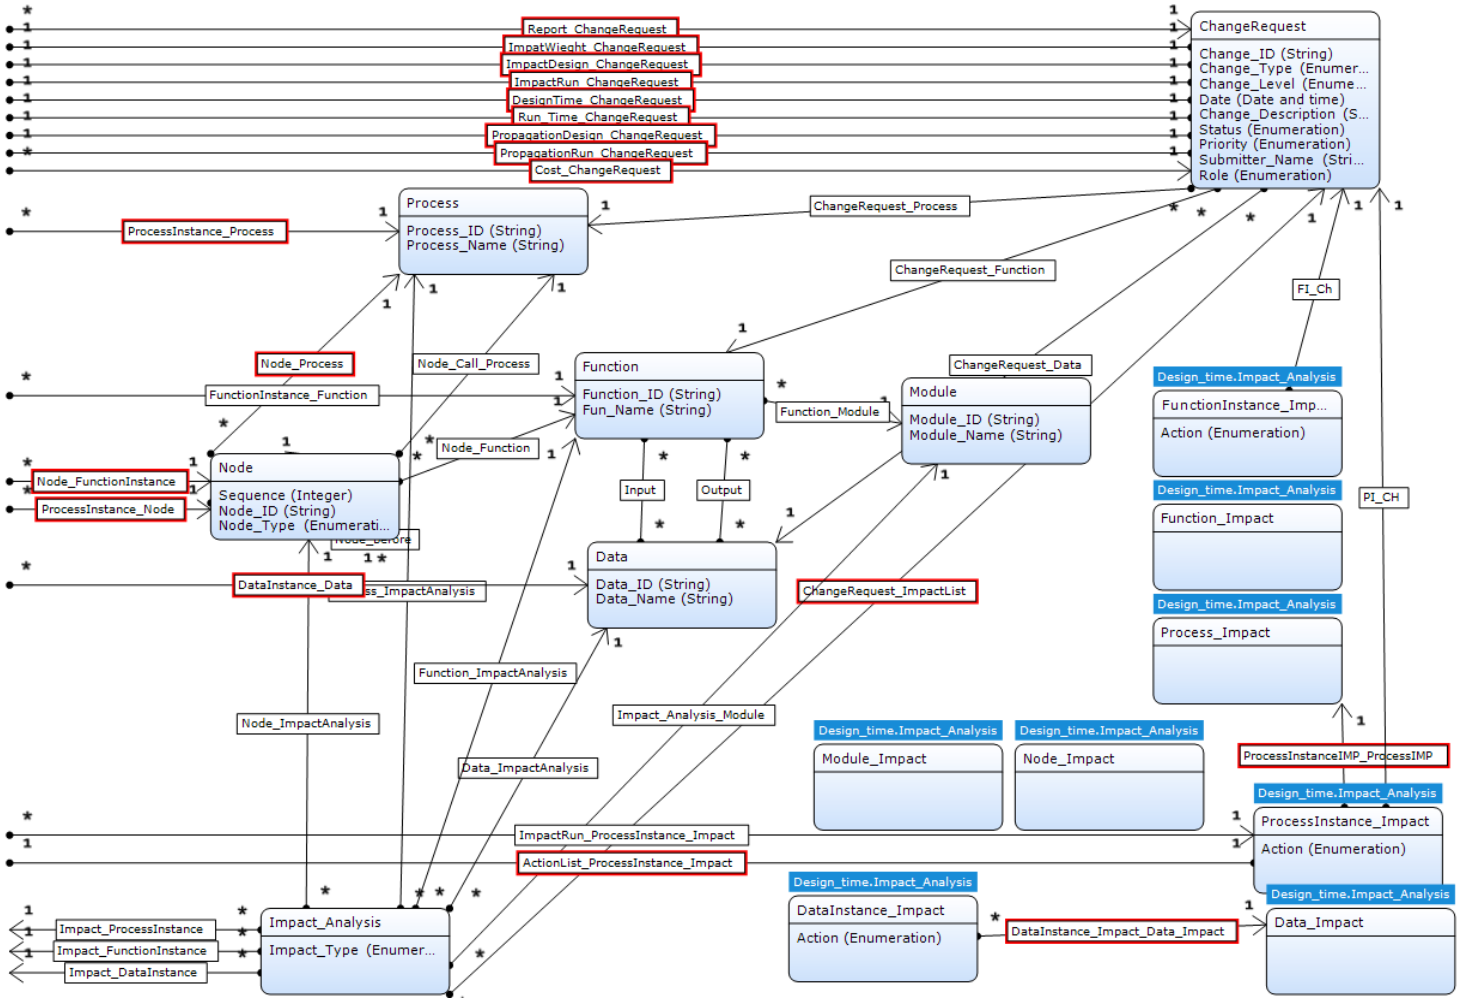 Report_ChangeRequest
ImpatWieght_ChangeRequest
ImpactDesign_ChangeRequest
ImpactRun_ChangeRequest
DesignTime_ChangeRequest
Run_Time_ChangeRequest
PropagationDesign_ChangeRequest
PropagationRun_ChangeRequest
Cost_ChangeRequest
ChangeRequest
Change_ID (String)
Change_Type (Enumer...
Change_Level (Enume...
Date (Date and time)
Change_Description (S...
Status (Enumeration)
Priority (Enumeration)
Submitter_Name (Stri...
Role (Enumeration)
Process
Process_ID (String)
Process_Name (String)
ProcessInstance_Process
ChangeRequest_Process
ChangeRequest_Function
FI_Ch
Node_Process
Node_Call_Process
Function
Function_ID (String)
Fun_Name (String)
FunctionInstance_Function
ChangeRequest_Data
Function_Module
Module
Module_ID (String)
Module_Name (String)
Design_time.Impact_Analysis
FunctionInstance_Imp...
Action (Enumeration)
Node_Function
Node
Sequence (Integer)
Node_ID (String)
Node_Type (Enumerati...
Node_FunctionInstance
ProcessInstance_Node
Input
Output
PI_CH
Design_time.Impact_Analysis
Function_Impact
Data
Data_ID (String)
Data_Name (String)
DataInstance_Data
ss_ImpactAnalysis
ChangeRequest_ImpactList
Design_time.Impact_Analysis
Process_Impact
Function_ImpactAnalysis
Node_ImpactAnalysis
Impact_Analysis_Module
Data_ImpactAnalysis
Design_time.Impact_Analysis
Module_Impact
Design_time.Impact_Analysis
Node_Impact
ProcessInstanceIMP_ProcessIMP
Design_time.Impact_Analysis
ProcessInstance_Impact
Action (Enumeration)
ImpactRun_ProcessInstance_Impact
ActionList_ProcessInstance_Impact
Design_time.Impact_Analysis
DataInstance_Impact
Action (Enumeration)
DataInstance_Impact_Data_Impact
Design_time.Impact_Analysis
Data_Impact
Impact_Analysis
Impact_Type (Enumer...
Impact_ProcessInstance
Impact_FunctionInstance
Impact_DataInstance